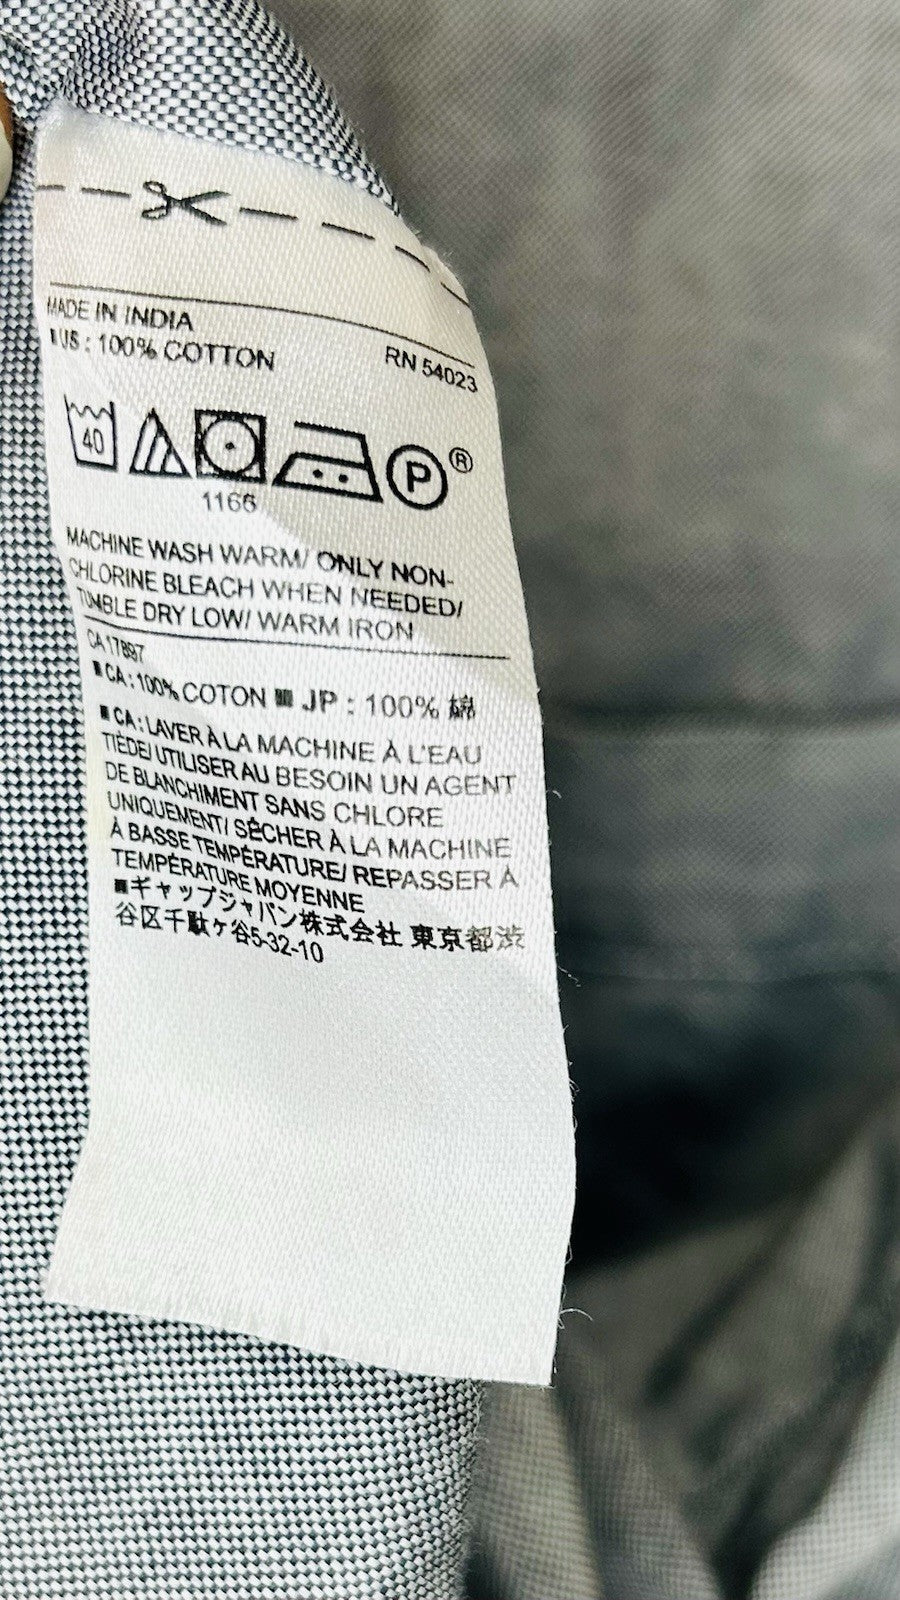 MADE IN INDIA
US : 100% COTTON RN 54023
40 P ®
1166
MACHINE WASH WARM/ ONLY NON-
CHLORINE BLEACH WHEN NEEDED/
TUMBLE DRY LOW/ WARM IRON
CA 17897
CA : 100% COTON JP : 100% 綿
CA : LAVER À LA MACHINE À L'EAU
TIÈDE/ UTILISER AU BESOIN UN AGENT
DE BLANCHIMENT SANS CHLORE
UNIQUEMENT/ SÉCHER À LA MACHINE
À BASSE TEMPÉRATURE/ REPASSER À
TEMPÉRATURE MOYENNE
ギャップジャパン株式会社 東京都渋
谷区千駄ヶ谷5-32-10